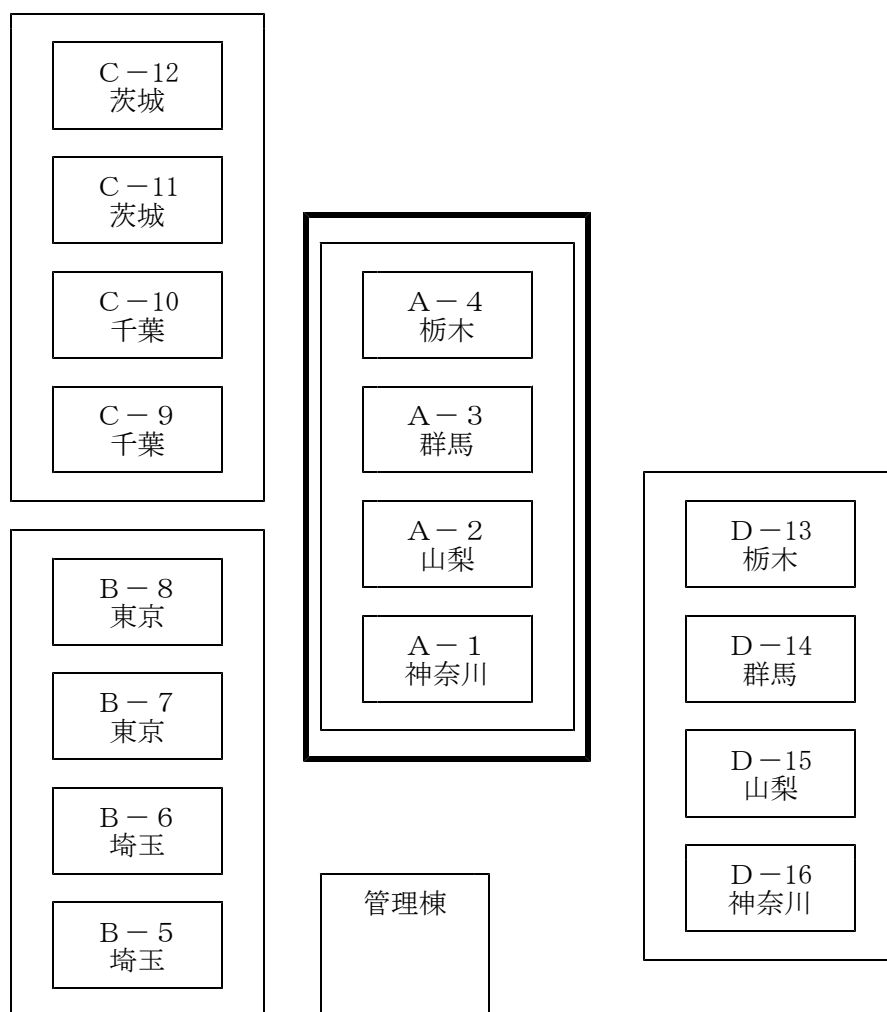 C－12
茨城
C－11
茨城
C－10
千葉
C－９
千葉
B－８
東京
B－７
東京
B－６
埼玉
B－５
埼玉
A－４
栃木
A－３
群馬
A－２
山梨
A－１
神奈川
管理棟
D－13
栃木
D－14
群馬
D－15
山梨
D－16
神奈川